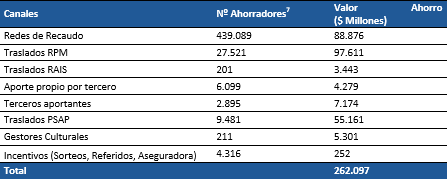 Canales Nº Ahorradores⁷ Valor Ahorro
($ Millones)
Redes de Recaudo 439.089 88.876
Traslados RPM 27.521 97.611
Traslados RAIS 201 3.443
Aporte propio por tercero 6.099 4.279
Terceros aportantes 2.895 7.174
Traslados PSAP 9.481 55.161
Gestores Culturales 211 5.301
Incentivos (Sorteos, Referidos, Aseguradora) 4.316 252
Total 262.097